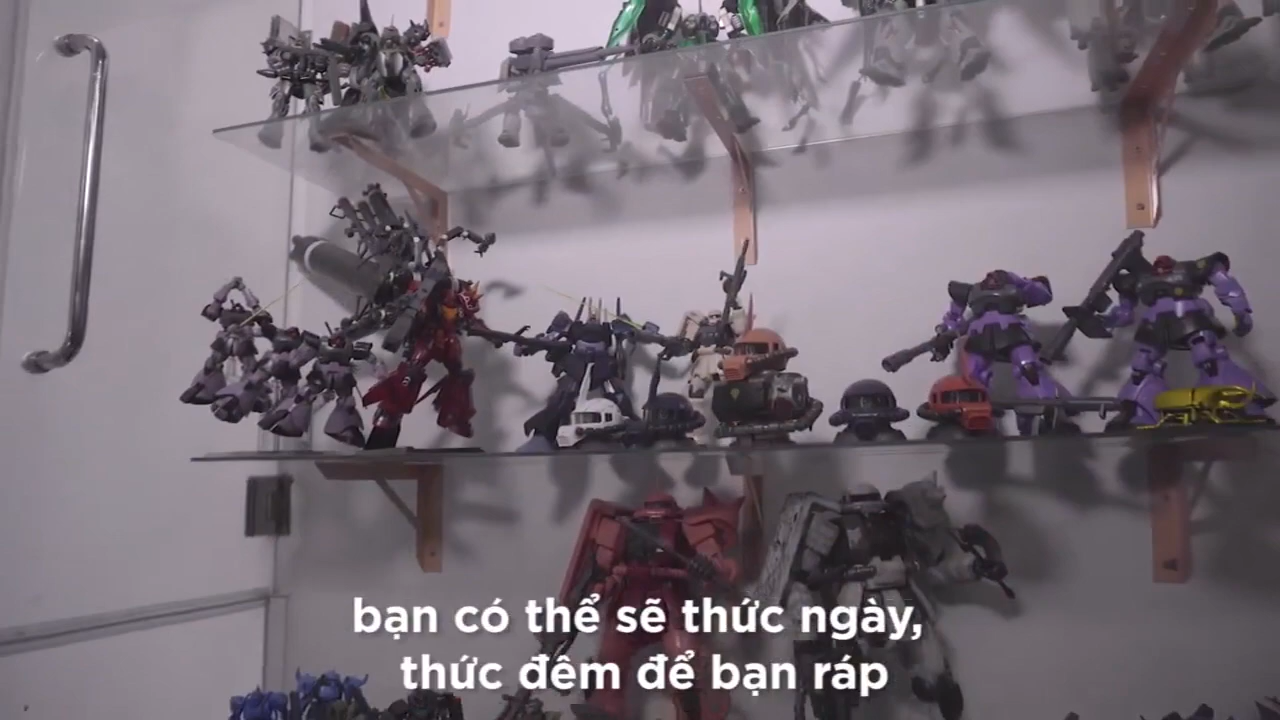 bạn có thể sẽ thức ngày,
thức đêm để bạn ráp